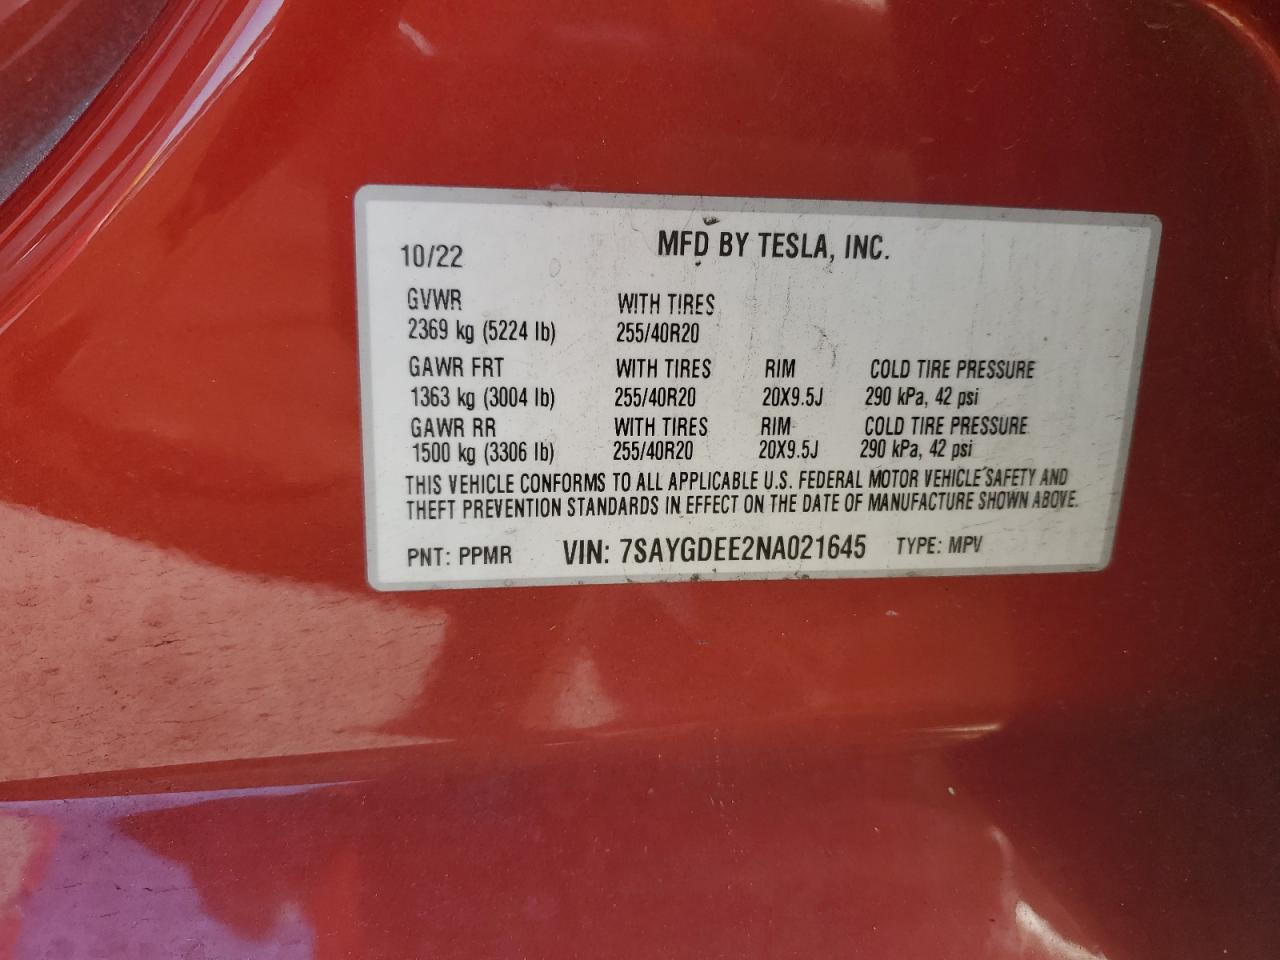 10/22 MFD BY TESLA, INC.
GVWR WITH TIRES
2369 kg (5224 lb) 255/40R20
GAWR FRT WITH TIRES RIM COLD TIRE PRESSURE
1363 kg (3004 lb) 255/40R20 20X9.5J 290 kPa, 42 psi
GAWR RR WITH TIRES RIM COLD TIRE PRESSURE
1500 kg (3306 lb) 255/40R20 20X9.5J 290 kPa, 42 psi
THIS VEHICLE CONFORMS TO ALL APPLICABLE U.S. FEDERAL MOTOR VEHICLE SAFETY AND
THEFT PREVENTION STANDARDS IN EFFECT ON THE DATE OF MANUFACTURE SHOWN ABOVE.
PNT: PPMR VIN: 7SAYGDEE2NA021645 TYPE: MPV